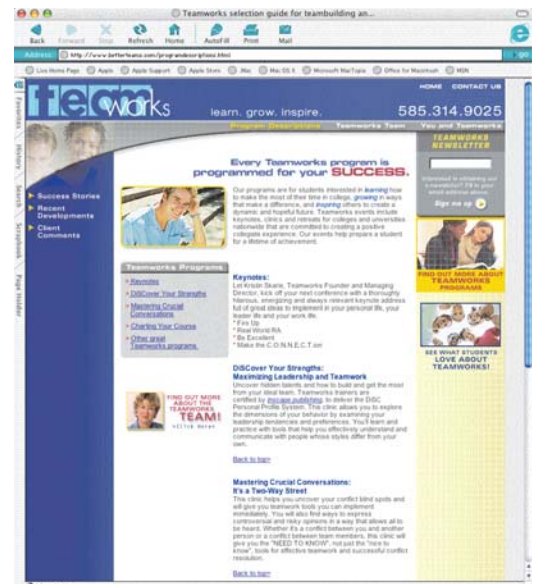 Teamworks selection guide for teambuilding an...
Back Forward Stop Refresh Home AutoFill Print Mail
Address: http://www.betterteams.com/programdescriptions.html go
Live Home Page Apple Apple Support Apple Store .Mac Mac OS X Microsoft MacTopia Office for Macintosh MSN
Favorites
History
Search
Scrapbook
Page Holder
HOME CONTACT US
teamworks
learn. grow. inspire.
585.314.9025
Program Descriptions Teamworks Team You and Teamworks
Success Stories
Recent
Developments
Client
Comments
Every Teamworks program is
programmed for your SUCCESS.
Our programs are for students interested in learning how
to make the most of their time in college, growing in ways
that make a difference, and inspiring others to create a
dynamic and hopeful future. Teamworks events include
keynotes, clinics and retreats for colleges and universities
nationwide that are committed to creating a positive
collegiate experience. Our events help prepare a student
for a lifetime of achievement.
Teamworks Programs
Keynotes
DiSCover Your Strengths
Mastering Crucial
Conversations
Charting Your Course
Other great
Teamworks programs
Keynotes:
Let Kristin Skarie, Teamworks Founder and Managing
Director, kick off your next conference with a thoroughly
hilarious, energizing and always relevant keynote address
full of great ideas to implement in your personal life, your
leader life and your work life.
* Fire Up
* Real World RA
* Be Excellent
* Make the C.O.N.N.E.C.T.ion
FIND OUT MORE
ABOUT THE
TEAMWORKS
TEAM!
>Click Here<
DiSCover Your Strengths:
Maximizing Leadership and Teamwork
Uncover hidden talents and how to build and get the most
from your ideal team. Teamworks trainers are
certified by inscape publishing, to deliver the DiSC
Personal Profile System. This clinic allows you to explore
the dimensions of your behavior by examining your
leadership tendencies and preferences. You'll learn and
practice with tools that help you effectively understand and
communicate with people whose styles differ from your
own.
Back to top>
Mastering Crucial Conversations:
It's a Two-Way Street
This clinic helps you uncover your conflict blind spots and
will give you teamwork tools you can implement
immediately. You will also find ways to express
controversial and risky opinions in a way that allows all to
be heard. Whether it's a conflict between you and another
person or a conflict between team members, this clinic will
give you the "NEED TO KNOW", not just the "nice to
know", tools for effective teamwork and successful conflict
resolution.
Back to top>
TEAMWORKS
NEWSLETTER
Interested in obtaining our
e-newsletter? Fill in your
email address above.
Sign me up
FIND OUT MORE ABOUT
TEAMWORKS
PROGRAMS
SEE WHAT STUDENTS
LOVE ABOUT
TEAMWORKS!